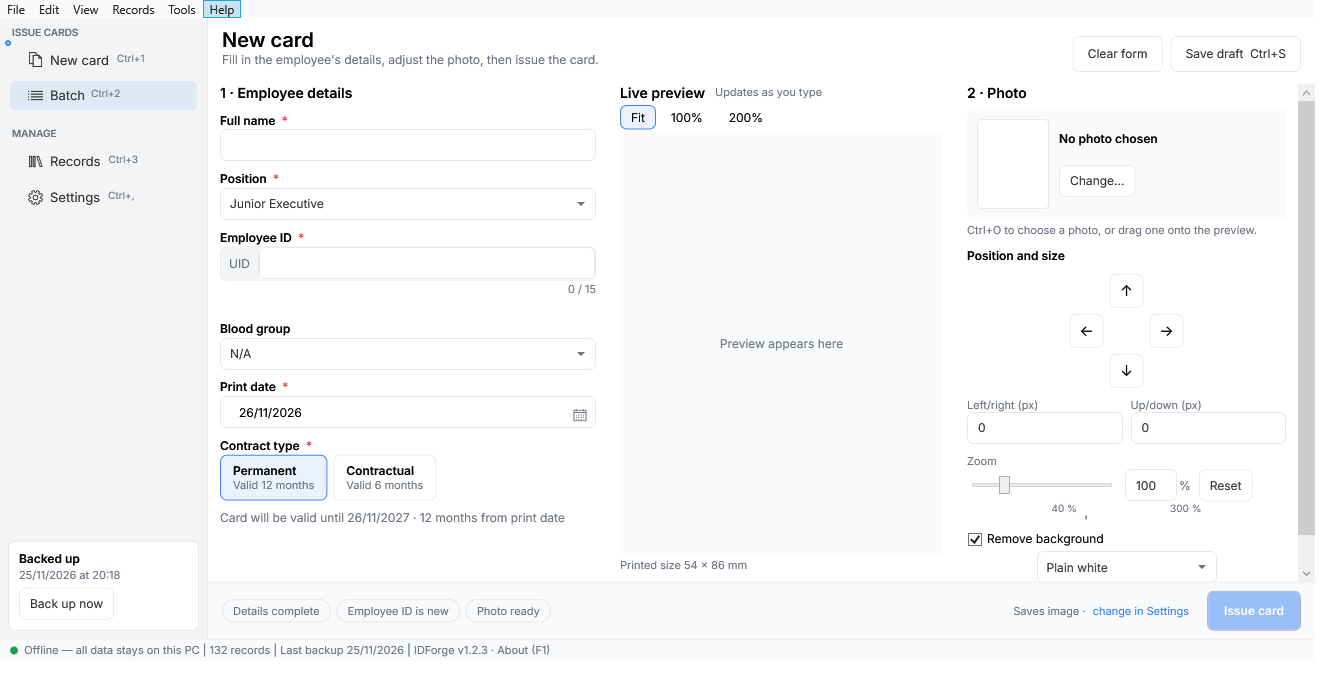 File Edit View Records Tools Help
ISSUE CARDS
New card Ctrl+1
Batch Ctrl+2
MANAGE
Records Ctrl+3
Settings Ctrl+,
Backed up
25/11/2026 at 20:18
Back up now
New card
Fill in the employee's details, adjust the photo, then issue the card.
Clear form
Save draft Ctrl+S
1 · Employee details
Full name *
Position *
Junior Executive
Employee ID *
UID
0 / 15
Blood group
N/A
Print date *
26/11/2026
Contract type *
Permanent
Valid 12 months
Contractual
Valid 6 months
Card will be valid until 26/11/2027 · 12 months from print date
Live preview Updates as you type
Fit 100% 200%
Preview appears here
Printed size 54 × 86 mm
2 · Photo
No photo chosen
Change...
Ctrl+O to choose a photo, or drag one onto the preview.
Position and size
↑
← →
↓
Left/right (px) Up/down (px)
0 0
Zoom
100 % Reset
40 % 300 %
Remove background
Plain white
Details complete Employee ID is new Photo ready
Saves image · change in Settings
Issue card
Offline — all data stays on this PC | 132 records | Last backup 25/11/2026 | IDForge v1.2.3 · About (F1)